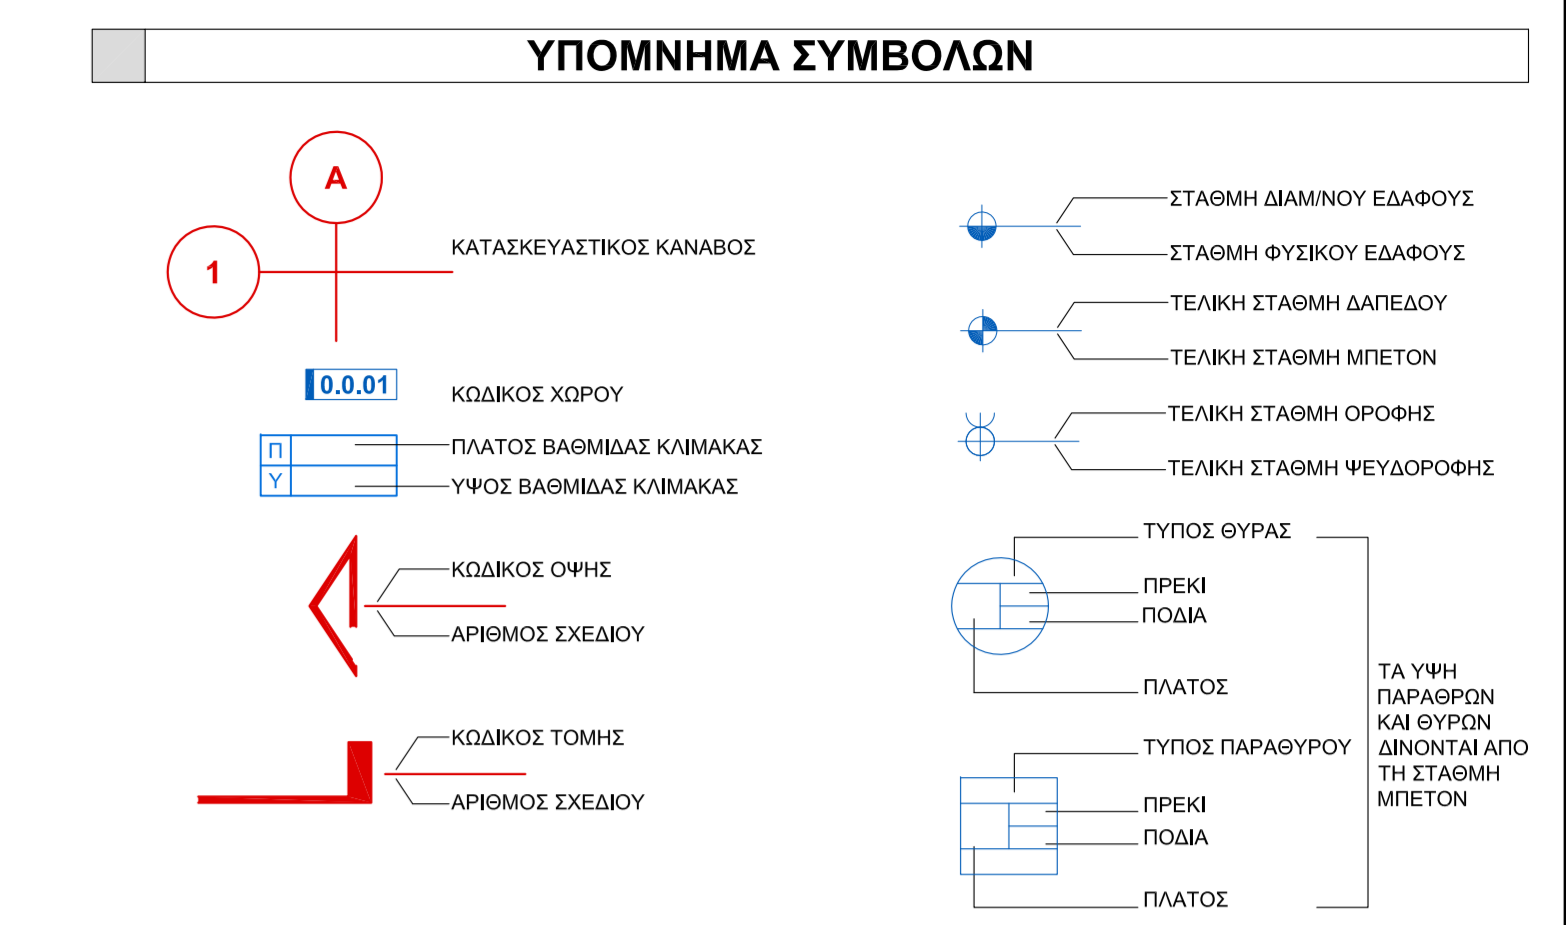 ΥΠΟΜΝΗΜΑ ΣΥΜΒΟΛΩΝ
A
1
ΚΑΤΑΣΚΕΥΑΣΤΙΚΟΣ ΚΑΝΑΒΟΣ
0.0.01
ΚΩΔΙΚΟΣ ΧΩΡΟΥ
Π
ΠΛΑΤΟΣ ΒΑΘΜΙΔΑΣ ΚΛΙΜΑΚΑΣ
Υ
ΥΨΟΣ ΒΑΘΜΙΔΑΣ ΚΛΙΜΑΚΑΣ
ΚΩΔΙΚΟΣ ΟΨΗΣ
ΑΡΙΘΜΟΣ ΣΧΕΔΙΟΥ
ΚΩΔΙΚΟΣ ΤΟΜΗΣ
ΑΡΙΘΜΟΣ ΣΧΕΔΙΟΥ
ΣΤΑΘΜΗ ΔΙΑΜ/ΝΟΥ ΕΔΑΦΟΥΣ
ΣΤΑΘΜΗ ΦΥΣΙΚΟΥ ΕΔΑΦΟΥΣ
ΤΕΛΙΚΗ ΣΤΑΘΜΗ ΔΑΠΕΔΟΥ
ΤΕΛΙΚΗ ΣΤΑΘΜΗ ΜΠΕΤΟΝ
ΤΕΛΙΚΗ ΣΤΑΘΜΗ ΟΡΟΦΗΣ
ΤΕΛΙΚΗ ΣΤΑΘΜΗ ΨΕΥΔΟΡΟΦΗΣ
ΤΥΠΟΣ ΘΥΡΑΣ
ΠΡΕΚΙ
ΠΟΔΙΑ
ΠΛΑΤΟΣ
ΤΥΠΟΣ ΠΑΡΑΘΥΡΟΥ
ΠΡΕΚΙ
ΠΟΔΙΑ
ΠΛΑΤΟΣ
ΤΑ ΥΨΗ
ΠΑΡΑΘΡΩΝ
ΚΑΙ ΘΥΡΩΝ
ΔΙΝΟΝΤΑΙ ΑΠΟ
ΤΗ ΣΤΑΘΜΗ
ΜΠΕΤΟΝ